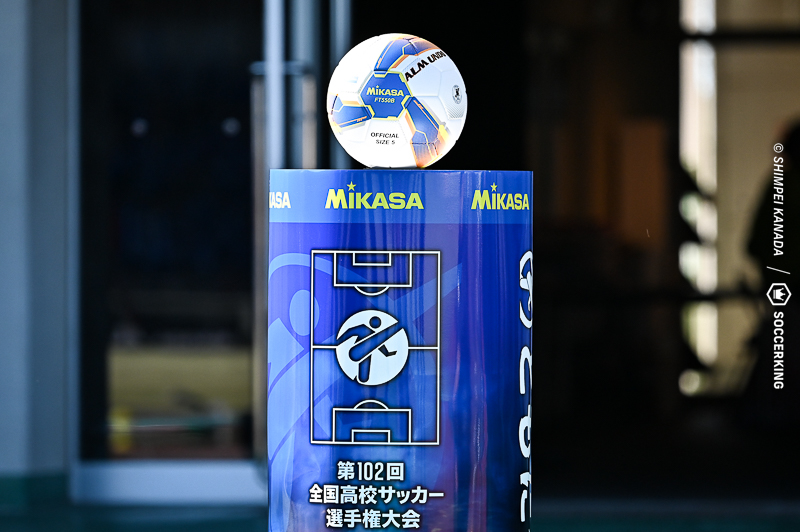 ALMUNDO
MIKASA
FT550B
OFFICIAL
SIZE 5
KASA
MIKASA
MIKASA
第102回
全国高校サッカー
選手権大会
© SHIMPEI KANADA / SOCCERKING